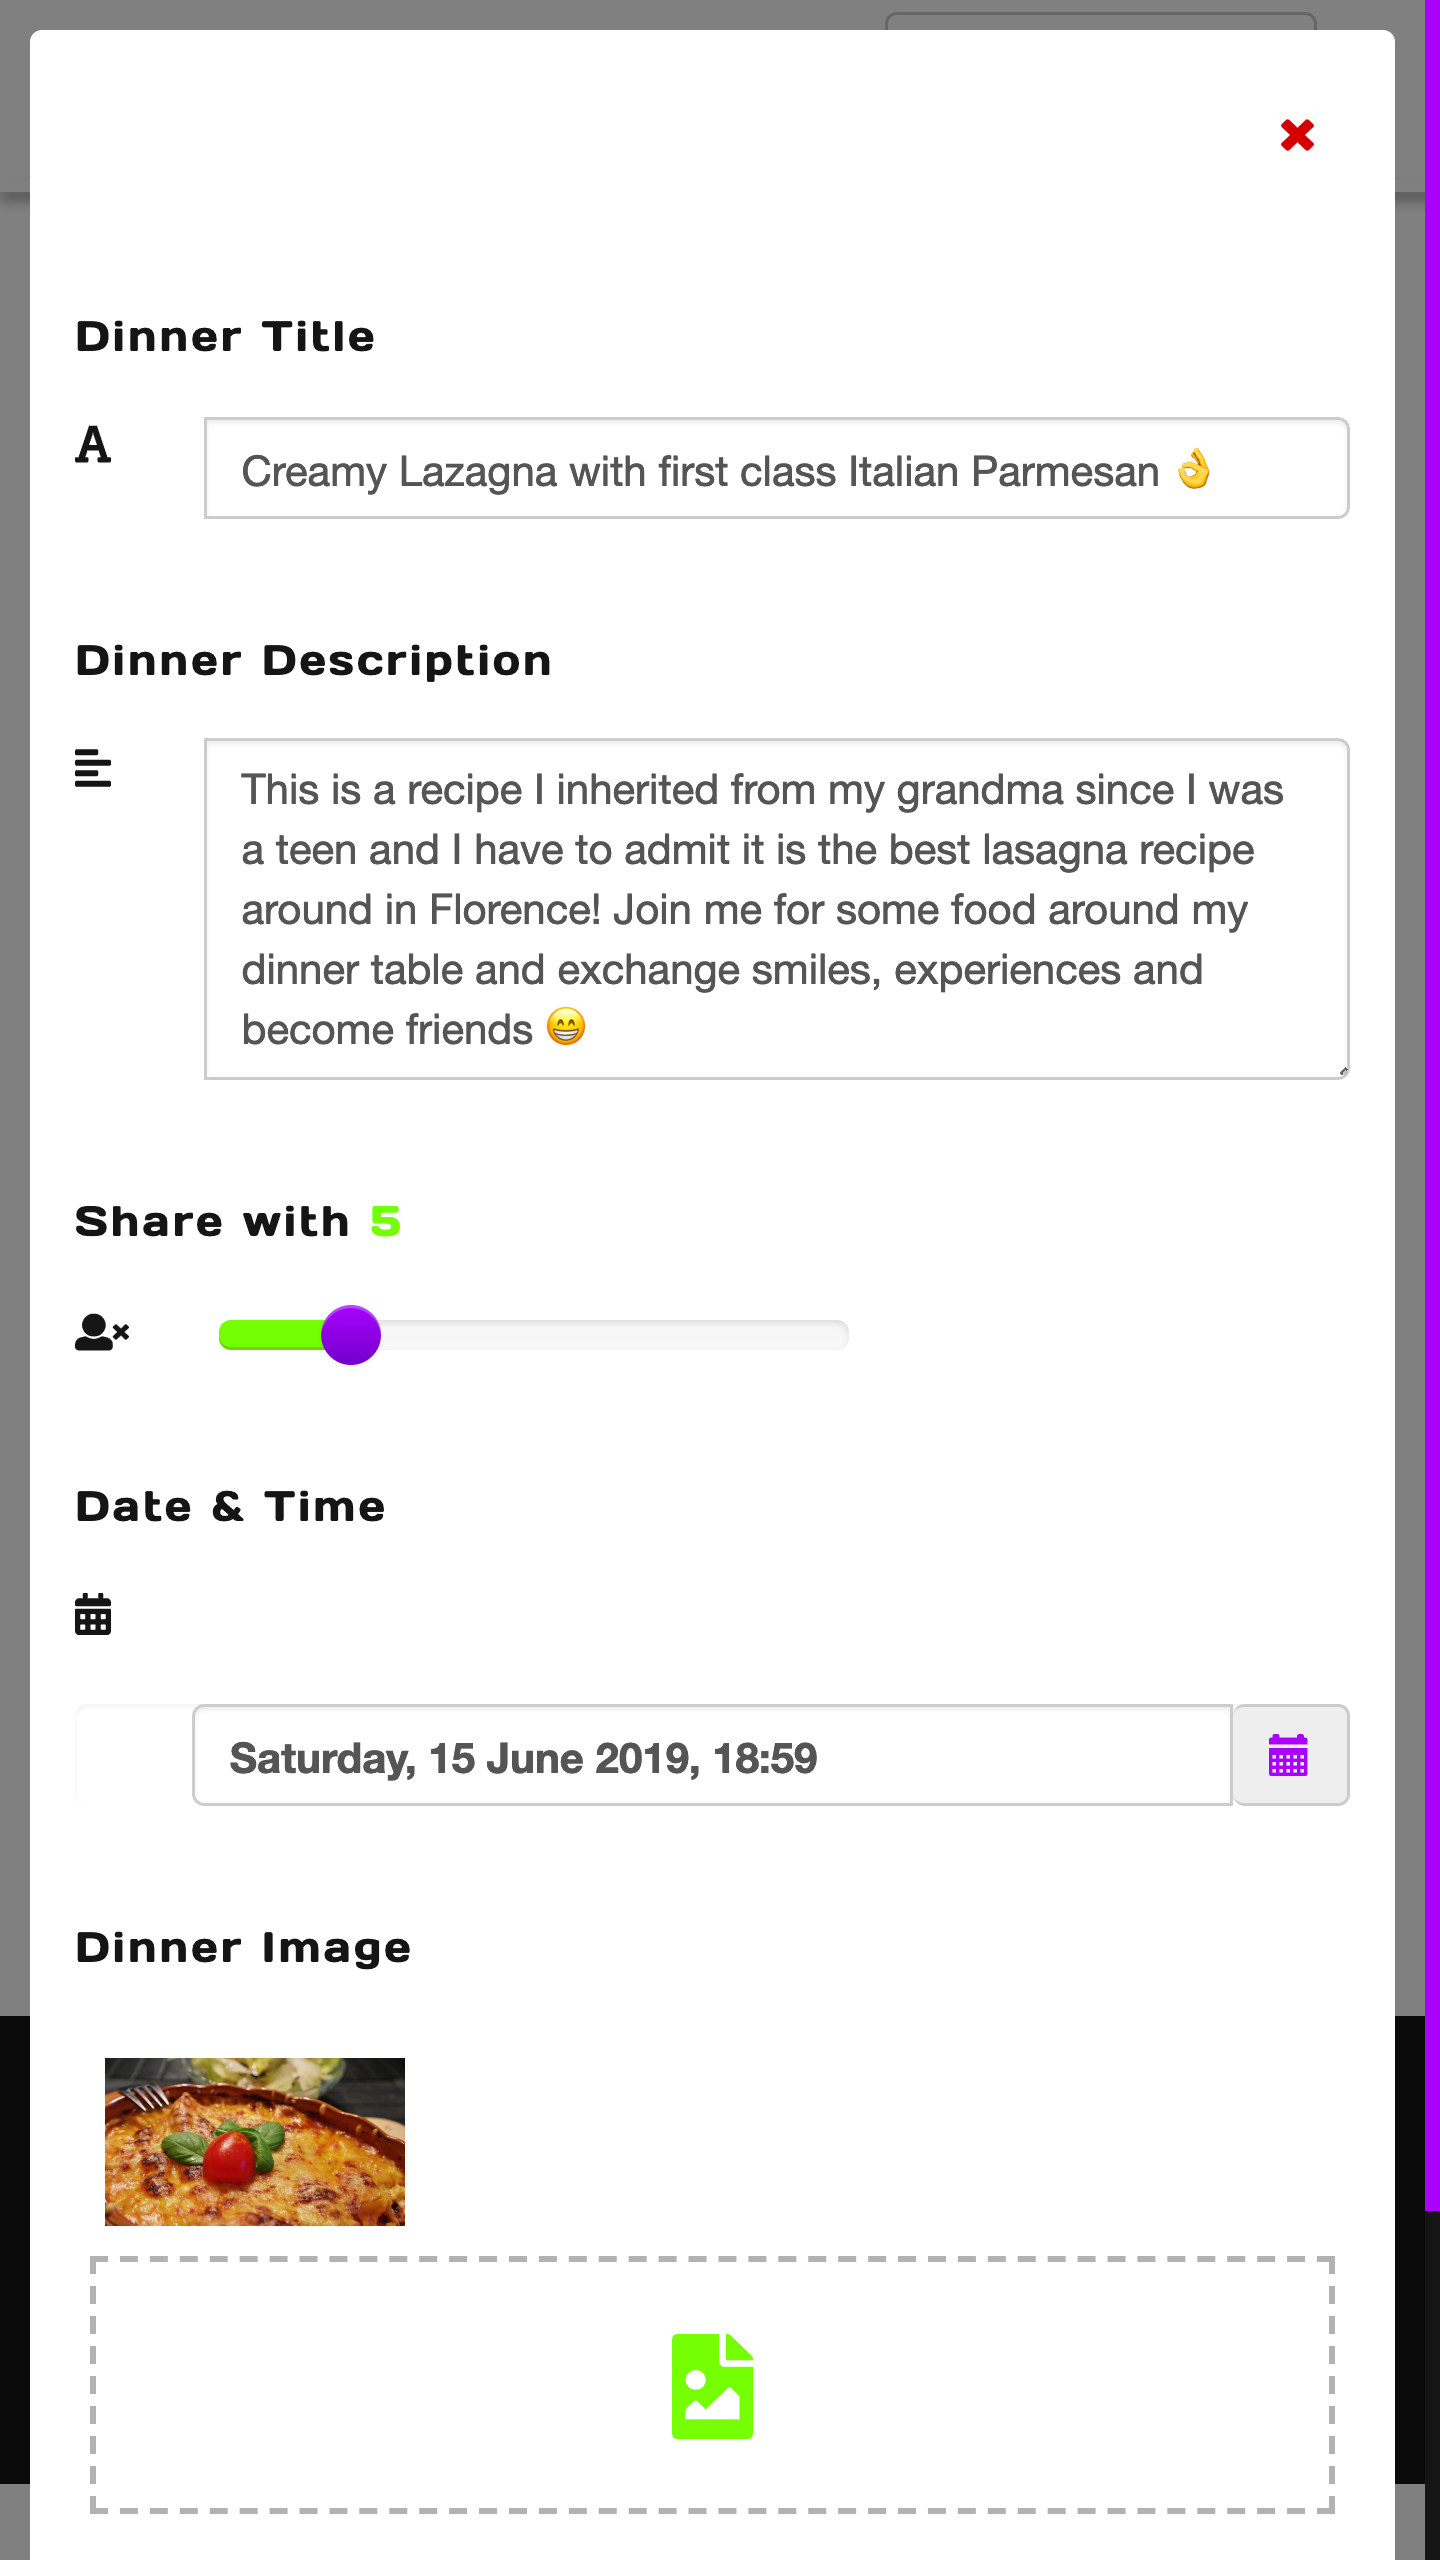 Dinner Title
Creamy Lazagna with first class Italian Parmesan 👌
Dinner Description
This is a recipe I inherited from my grandma since I was
a teen and I have to admit it is the best lasagna recipe
around in Florence! Join me for some food around my
dinner table and exchange smiles, experiences and
become friends 😁
Share with 5
Date & Time
Saturday, 15 June 2019, 18:59
Dinner Image